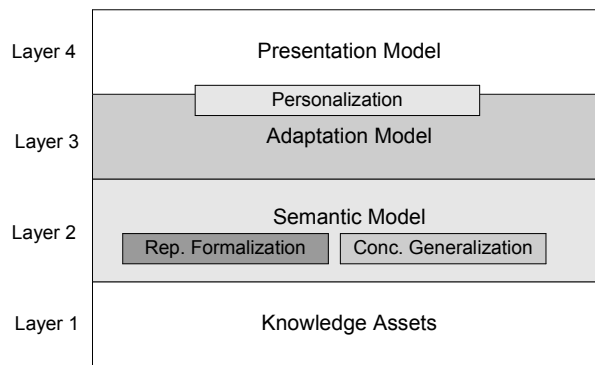 Layer 4
Presentation Model
Personalization
Layer 3
Adaptation Model
Semantic Model
Layer 2
Rep. Formalization
Conc. Generalization
Layer 1
Knowledge Assets